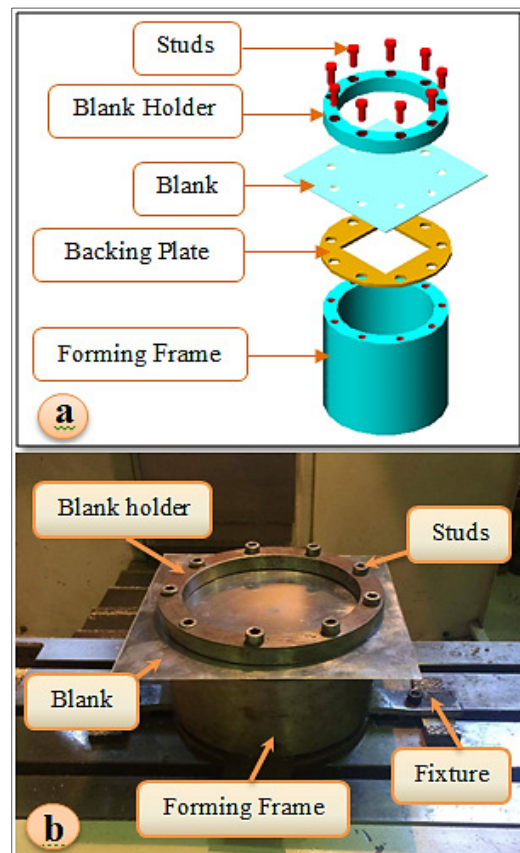 Studs
Blank Holder
Blank
Backing Plate
Forming Frame
a
Blank holder
Studs
Blank
Fixture
Forming Frame
b